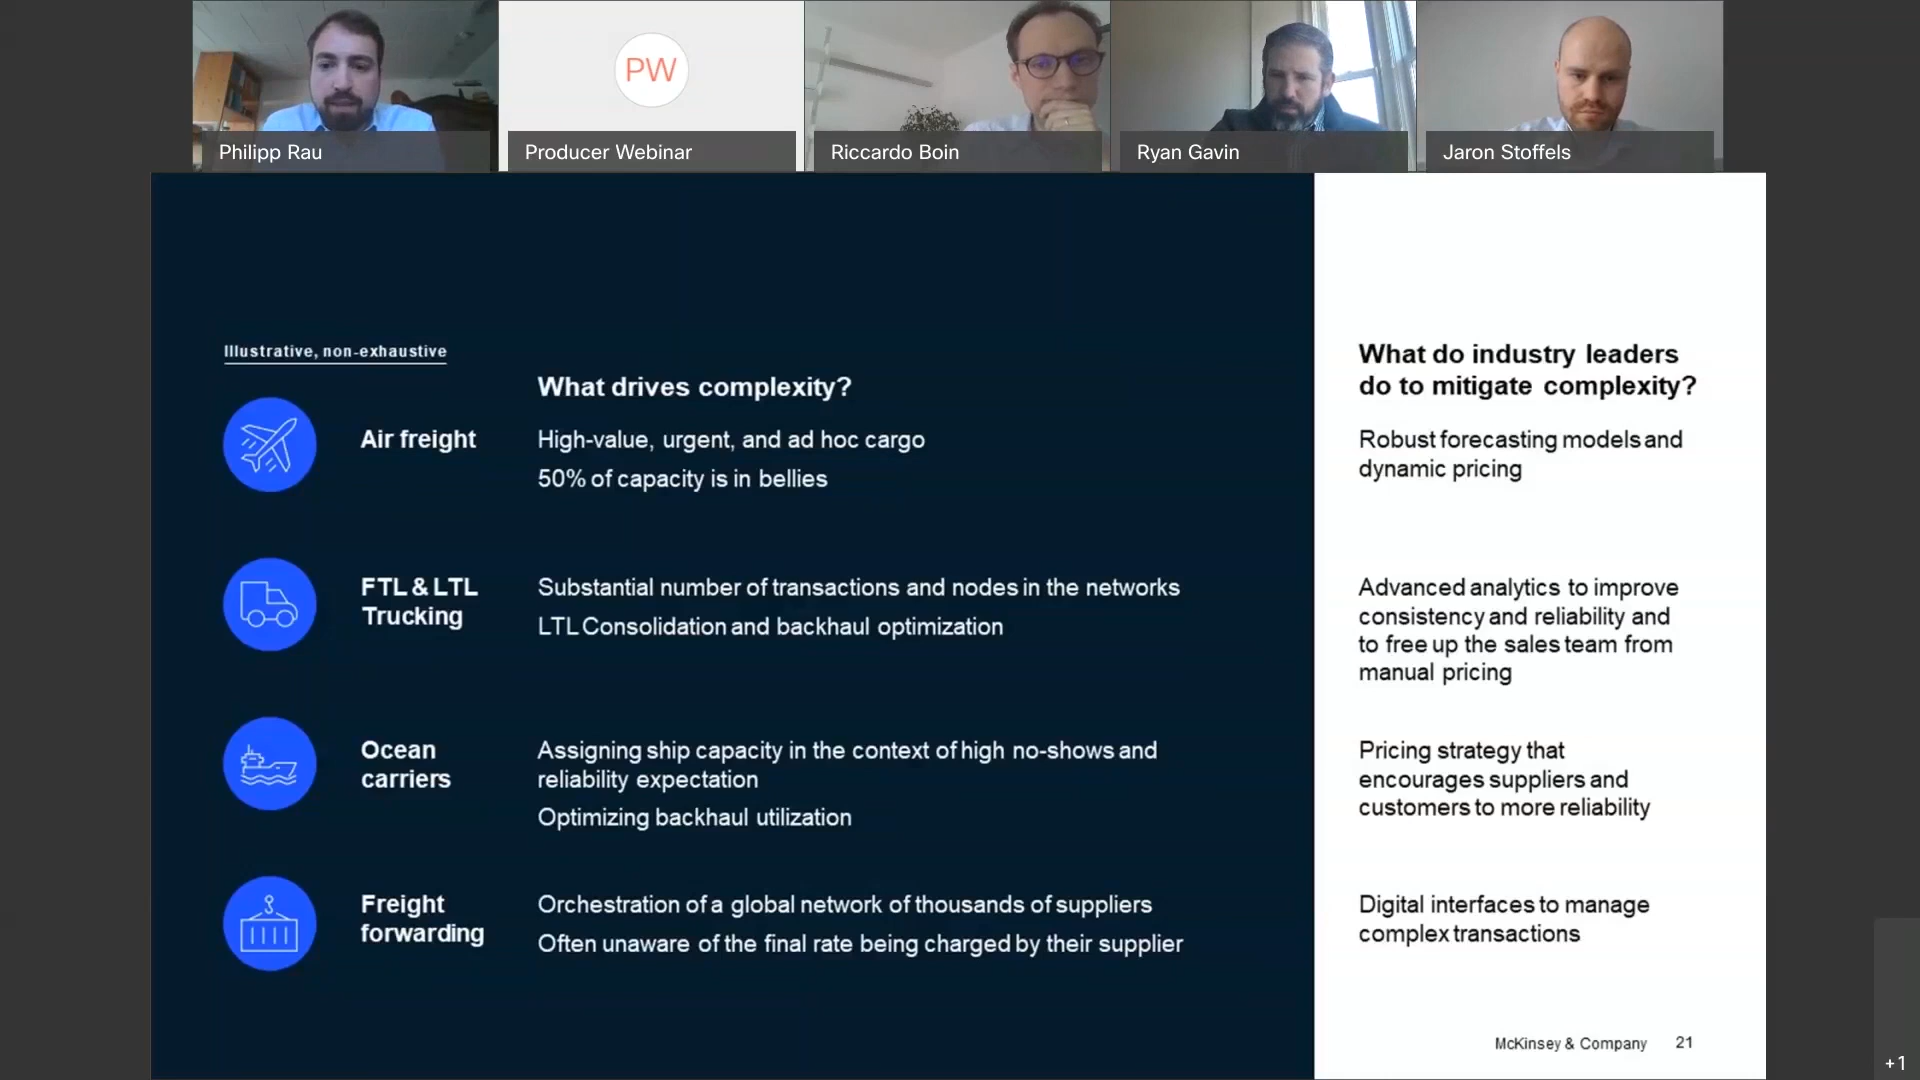 PW
Philipp Rau
Producer Webinar
Riccardo Boin
Ryan Gavin
Jaron Stoffels
Illustrative, non-exhaustive
What drives complexity?
What do industry leaders
do to mitigate complexity?
Air freight
High-value, urgent, and ad hoc cargo
50% of capacity is in bellies
Robust forecasting models and
dynamic pricing
FTL & LTL
Trucking
Substantial number of transactions and nodes in the networks
LTL Consolidation and backhaul optimization
Advanced analytics to improve
consistency and reliability and
to free up the sales team from
manual pricing
Ocean
carriers
Assigning ship capacity in the context of high no-shows and
reliability expectation
Optimizing backhaul utilization
Pricing strategy that
encourages suppliers and
customers to more reliability
Freight
forwarding
Orchestration of a global network of thousands of suppliers
Often unaware of the final rate being charged by their supplier
Digital interfaces to manage
complex transactions
McKinsey & Company 21
+1